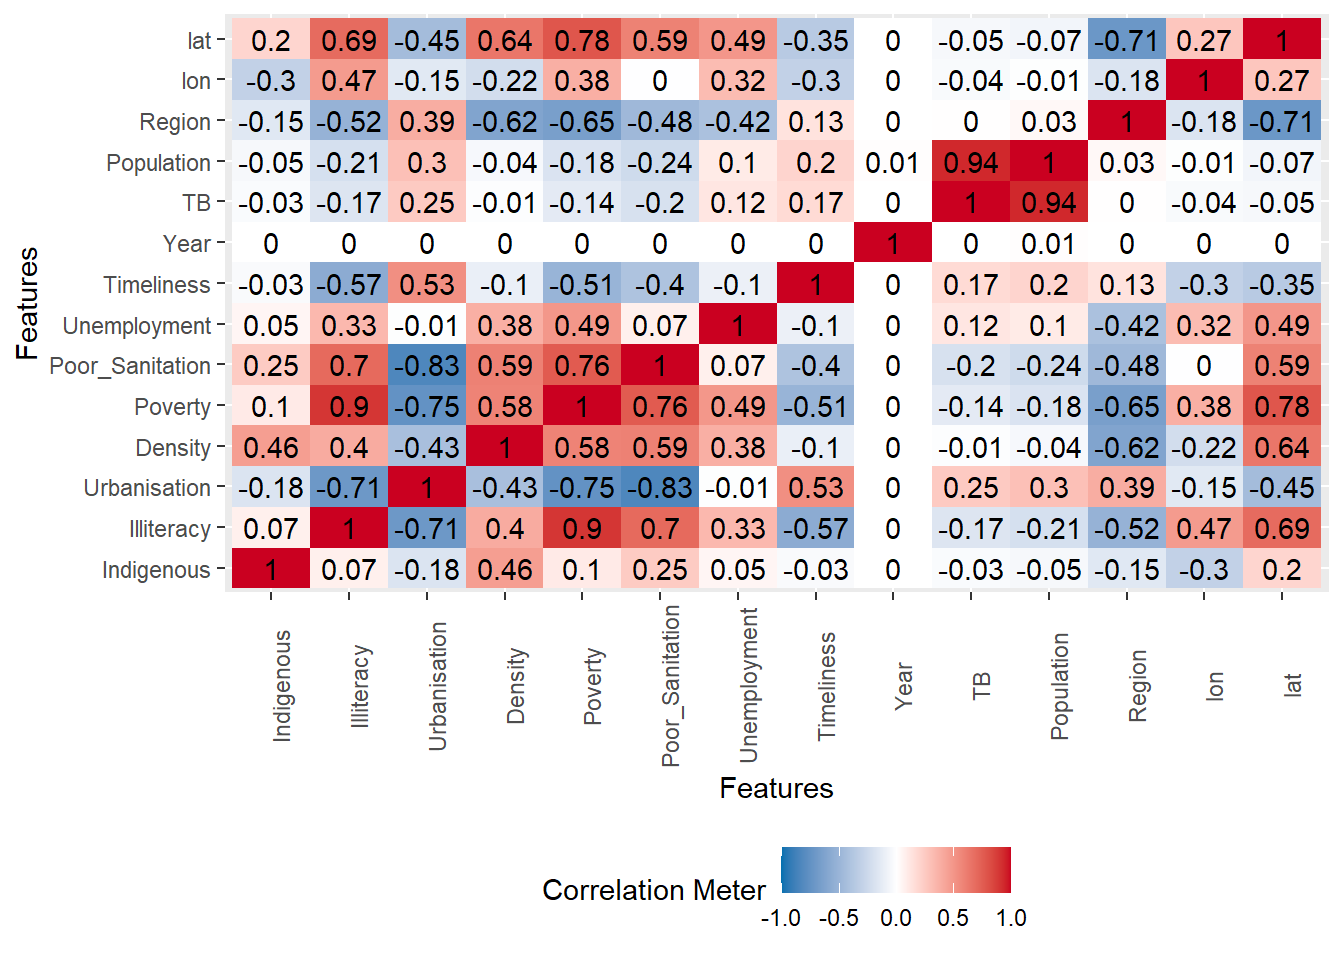 lat 0.2 0.69 -0.45 0.64 0.78 0.59 0.49 -0.35 0 -0.05 -0.07 -0.71 0.27 1
lon -0.3 0.47 -0.15 -0.22 0.38 0 0.32 -0.3 0 -0.04 -0.01 -0.18 1 0.27
Region -0.15 -0.52 0.39 -0.62 -0.65 -0.48 -0.42 0.13 0 0 0.03 1 -0.18 -0.71
Population -0.05 -0.21 0.3 -0.04 -0.18 -0.24 0.1 0.2 0.01 0.94 1 0.03 -0.01 -0.07
TB -0.03 -0.17 0.25 -0.01 -0.14 -0.2 0.12 0.17 0 1 0.94 0 -0.04 -0.05
Year 0 0 0 0 0 0 0 0 1 0 0.01 0 0 0
Timeliness -0.03 -0.57 0.53 -0.1 -0.51 -0.4 -0.1 1 0 0.17 0.2 0.13 -0.3 -0.35
Unemployment 0.05 0.33 -0.01 0.38 0.49 0.07 1 -0.1 0 0.12 0.1 -0.42 0.32 0.49
Poor_Sanitation 0.25 0.7 -0.83 0.59 0.76 1 0.07 -0.4 0 -0.2 -0.24 -0.48 0 0.59
Poverty 0.1 0.9 -0.75 0.58 1 0.76 0.49 -0.51 0 -0.14 -0.18 -0.65 0.38 0.78
Density 0.46 0.4 -0.43 1 0.58 0.59 0.38 -0.1 0 -0.01 -0.04 -0.62 -0.22 0.64
Urbanisation -0.18 -0.71 1 -0.43 -0.75 -0.83 -0.01 0.53 0 0.25 0.3 0.39 -0.15 -0.45
Illiteracy 0.07 1 -0.71 0.4 0.9 0.7 0.33 -0.57 0 -0.17 -0.21 -0.52 0.47 0.69
Indigenous 1 0.07 -0.18 0.46 0.1 0.25 0.05 -0.03 0 -0.03 -0.05 -0.15 -0.3 0.2
Features
Indigenous Illiteracy Urbanisation Density Poverty Poor_Sanitation Unemployment Timeliness Year TB Population Region lon lat
Features
Correlation Meter
-1.0 -0.5 0.0 0.5 1.0